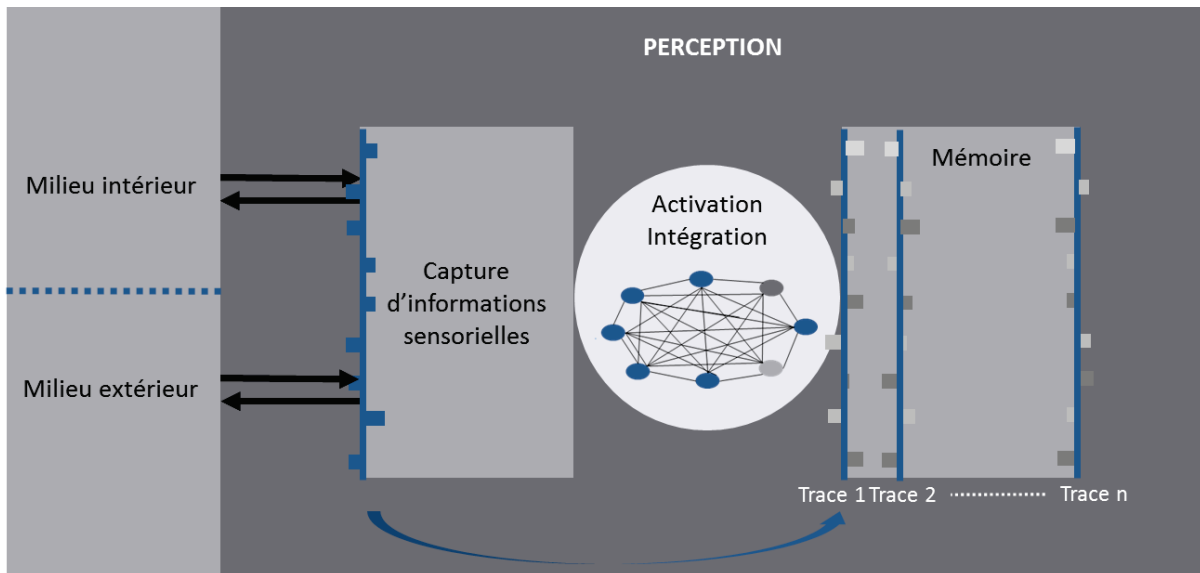 PERCEPTION
Milieu intérieur
Milieu extérieur
Capture
d'informations
sensorielles
Activation
Intégration
Mémoire
Trace 1 Trace 2 Trace n